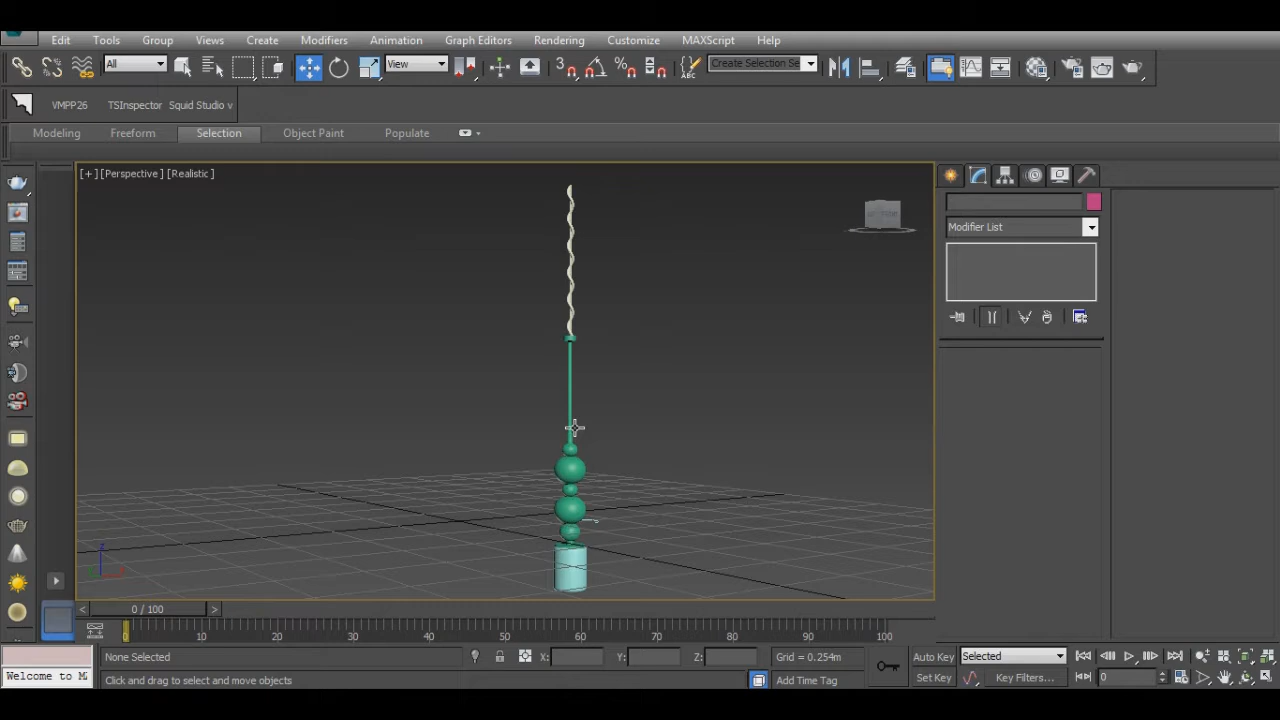 Edit Tools Group Views Create Modifiers Animation Graph Editors Rendering Customize MAXScript Help
All View 3 Create Selection Se
ABC
VMPP26 TSInspector Squid Studio v
Modeling Freeform Selection Object Paint Populate
[+] [Perspective] [Realistic]
Modifier List
z
0 / 100
0 10 20 30 40 50 60 70 80 90 100
None Selected X: Y: Z: Grid = 0.254m Auto Key Selected
Welcome to M Click and drag to select and move objects Add Time Tag Set Key Key Filters... 0